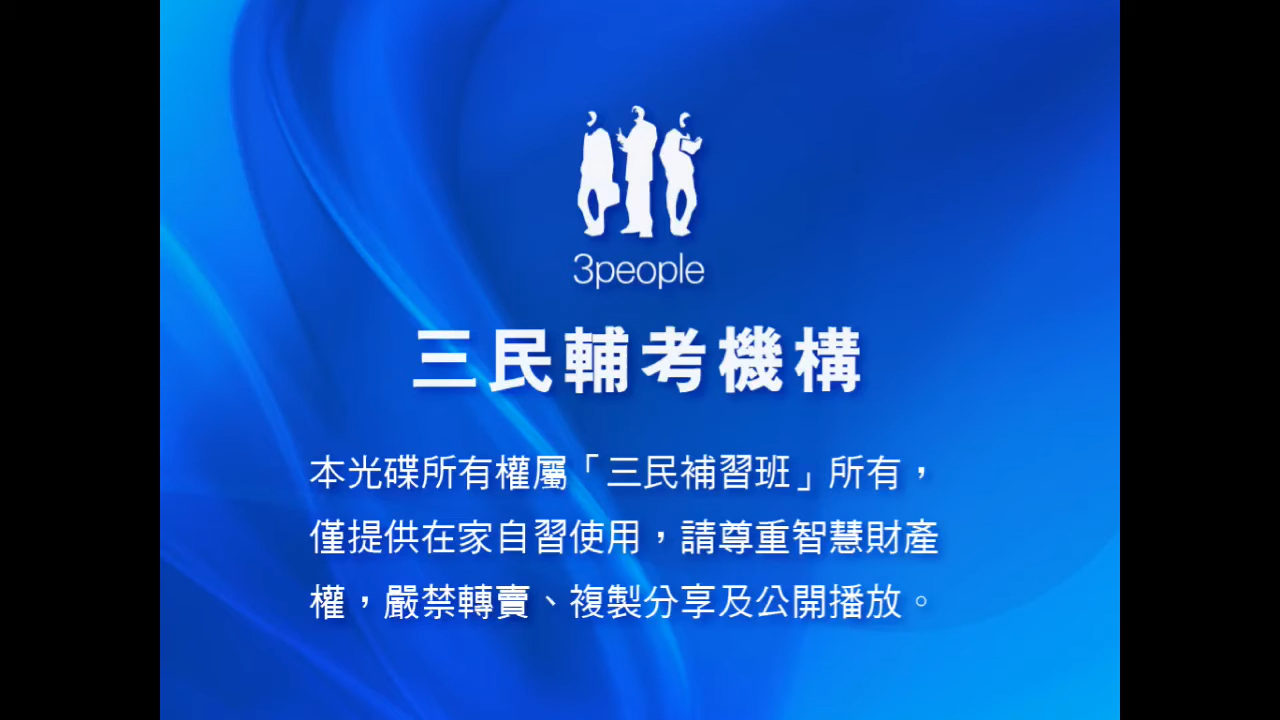 3people
三民輔考機構
本光碟所有權屬「三民補習班」所有，
僅提供在家自習使用，請尊重智慧財產
權，嚴禁轉賣、複製分享及公開播放。